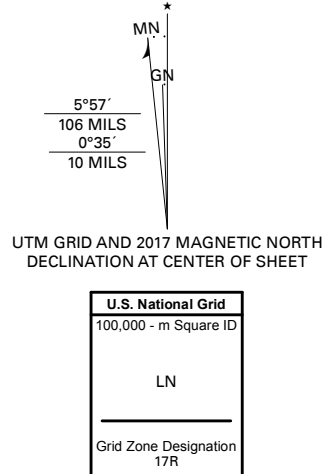 ★
MN
GN
5°57´
106 MILS
0°35´
10 MILS
UTM GRID AND 2017 MAGNETIC NORTH
DECLINATION AT CENTER OF SHEET
U.S. National Grid
100,000 - m Square ID
LN
Grid Zone Designation
17R